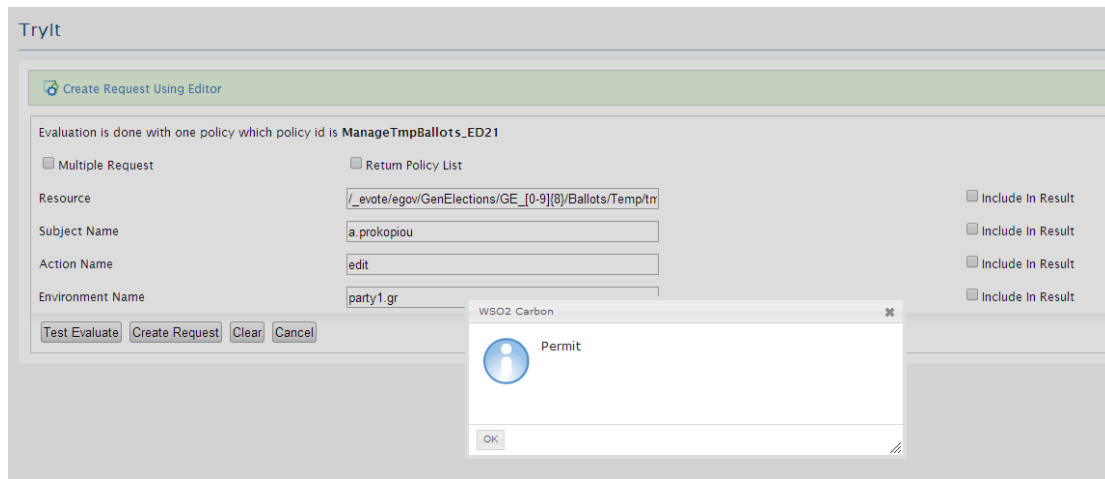 TryIt
Create Request Using Editor
Evaluation is done with one policy which policy id is ManageTmpBallots_ED21
Multiple Request Return Policy List
Resource /_evote/egov/GenElections/GE_[0-9]{8}/Ballots/Temp/tm Include In Result
Subject Name a.prokopiou Include In Result
Action Name edit Include In Result
Environment Name party1.gr Include In Result
WSO2 Carbon
Test Evaluate Create Request Clear Cancel
Permit
OK